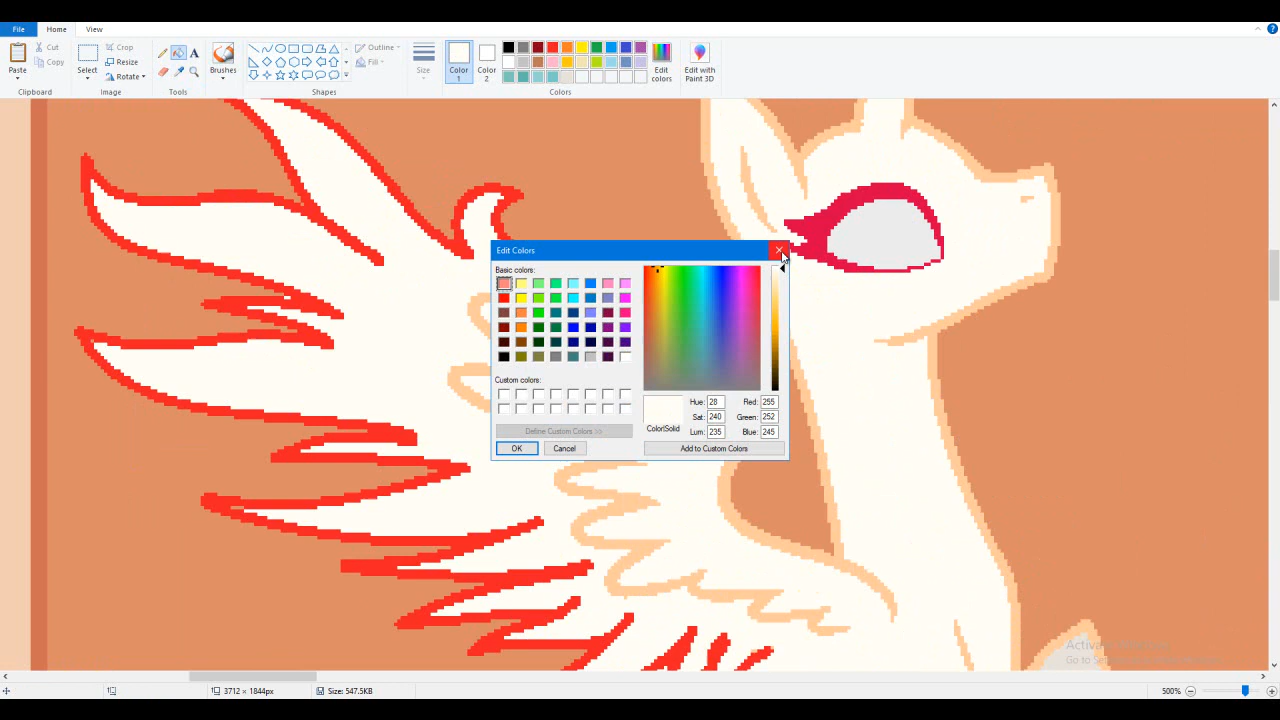 File Home View
Paste
Cut
Copy
Clipboard
Select
Crop
Resize
Rotate
Image
A
Tools
Brushes
Outline
Fill
Shapes
Size
Color
1
Color
2
Edit
colors
Colors
Edit with
Paint 3D
Edit Colors
Basic colors:
Custom colors:
Define Custom Colors >>
OK Cancel
Color|Solid
Hue: 28 Red: 255
Sat: 240 Green: 252
Lum: 235 Blue: 245
Add to Custom Colors
3712 × 1844px Size: 547.5KB 500%